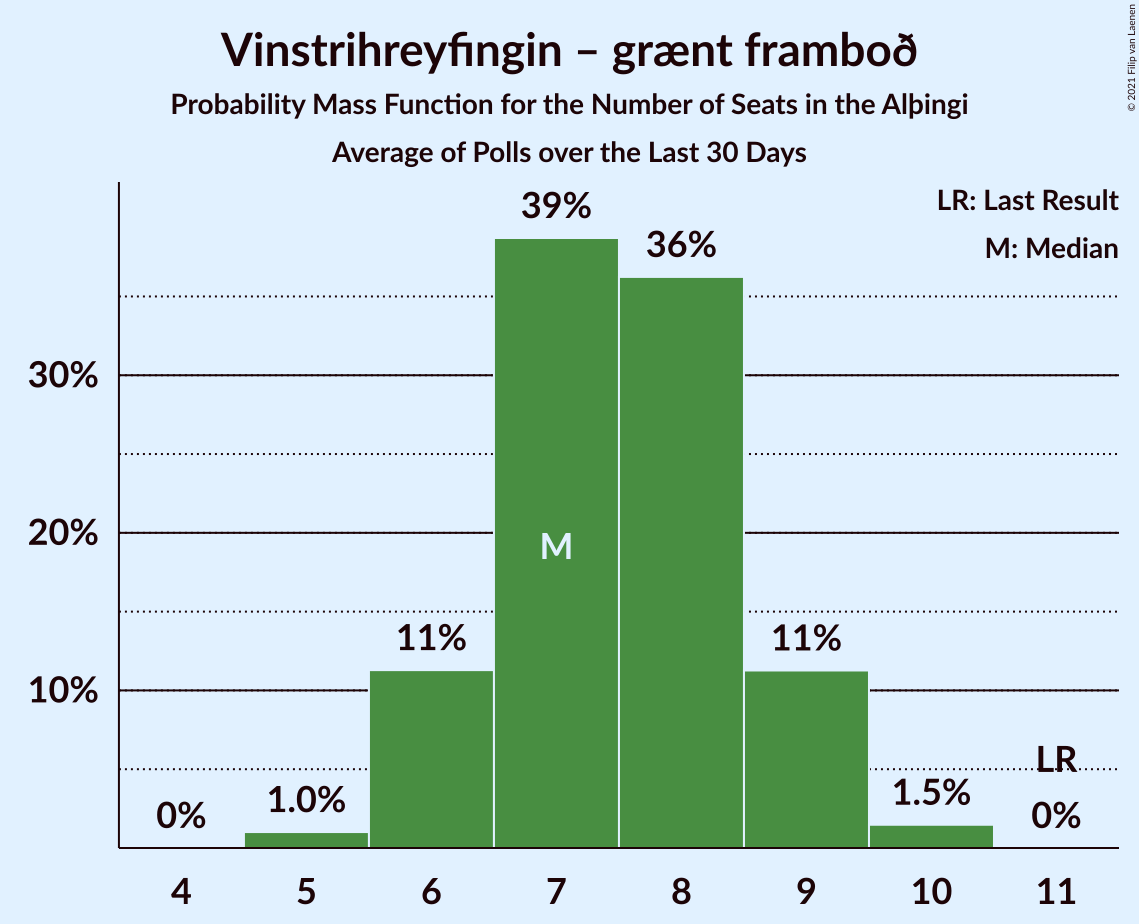 Vinstrihreyfingin – grænt framboð
Probability Mass Function for the Number of Seats in the Alþingi
Average of Polls over the Last 30 Days
© 2021 Filip van Laenen
LR: Last Result
M: Median
39%
36%
30%
20%
M
11%
11%
10%
LR
0%
1.0%
1.5%
0%
4
5
6
7
8
9
10
11